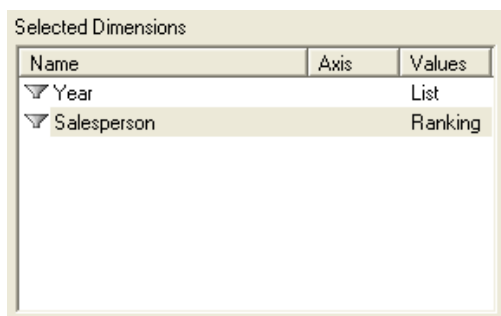 Selected Dimensions
Name Axis Values
Year List
Salesperson Ranking